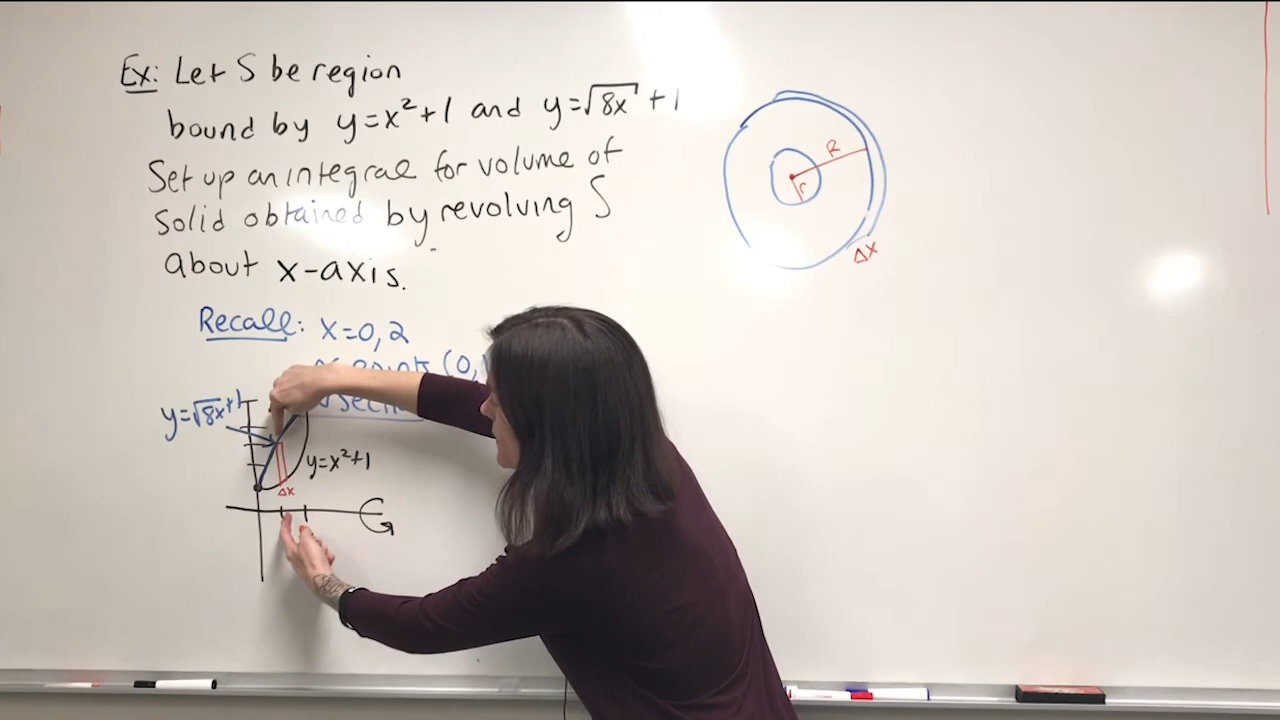 Ex: Let S be region
bound by y=x²+1 and y=√8x +1
Set up an integral for volume of
solid obtained by revolving S
about x-axis.
Recall: x=0,2
(0,
y=√8x+1
y=x²+1
Δx
R
r
Δx